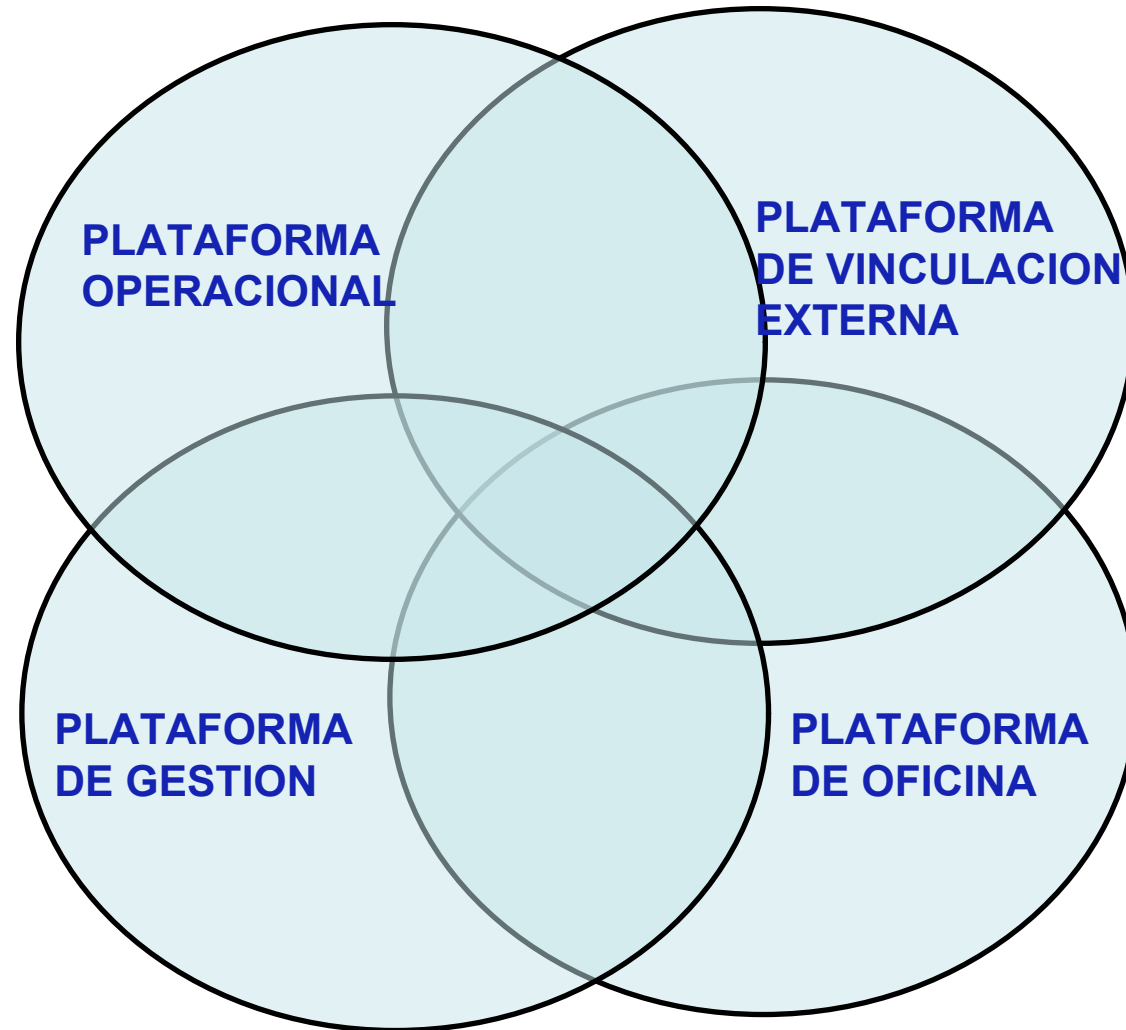 PLATAFORMA
OPERACIONAL
PLATAFORMA
DE VINCULACION
EXTERNA
PLATAFORMA
DE GESTION
PLATAFORMA
DE OFICINA